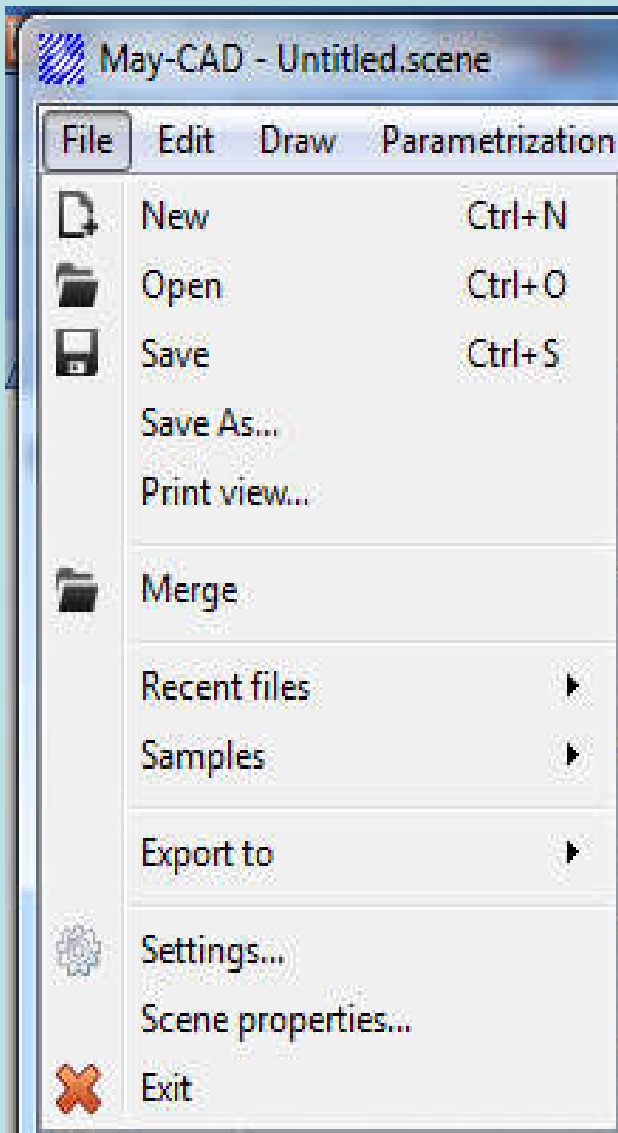 May-CAD - Untitled.scene
File Edit Draw Parametrization
New Ctrl+N
Open Ctrl+O
Save Ctrl+S
Save As...
Print view...
Merge
Recent files
Samples
Export to
Settings...
Scene properties...
Exit